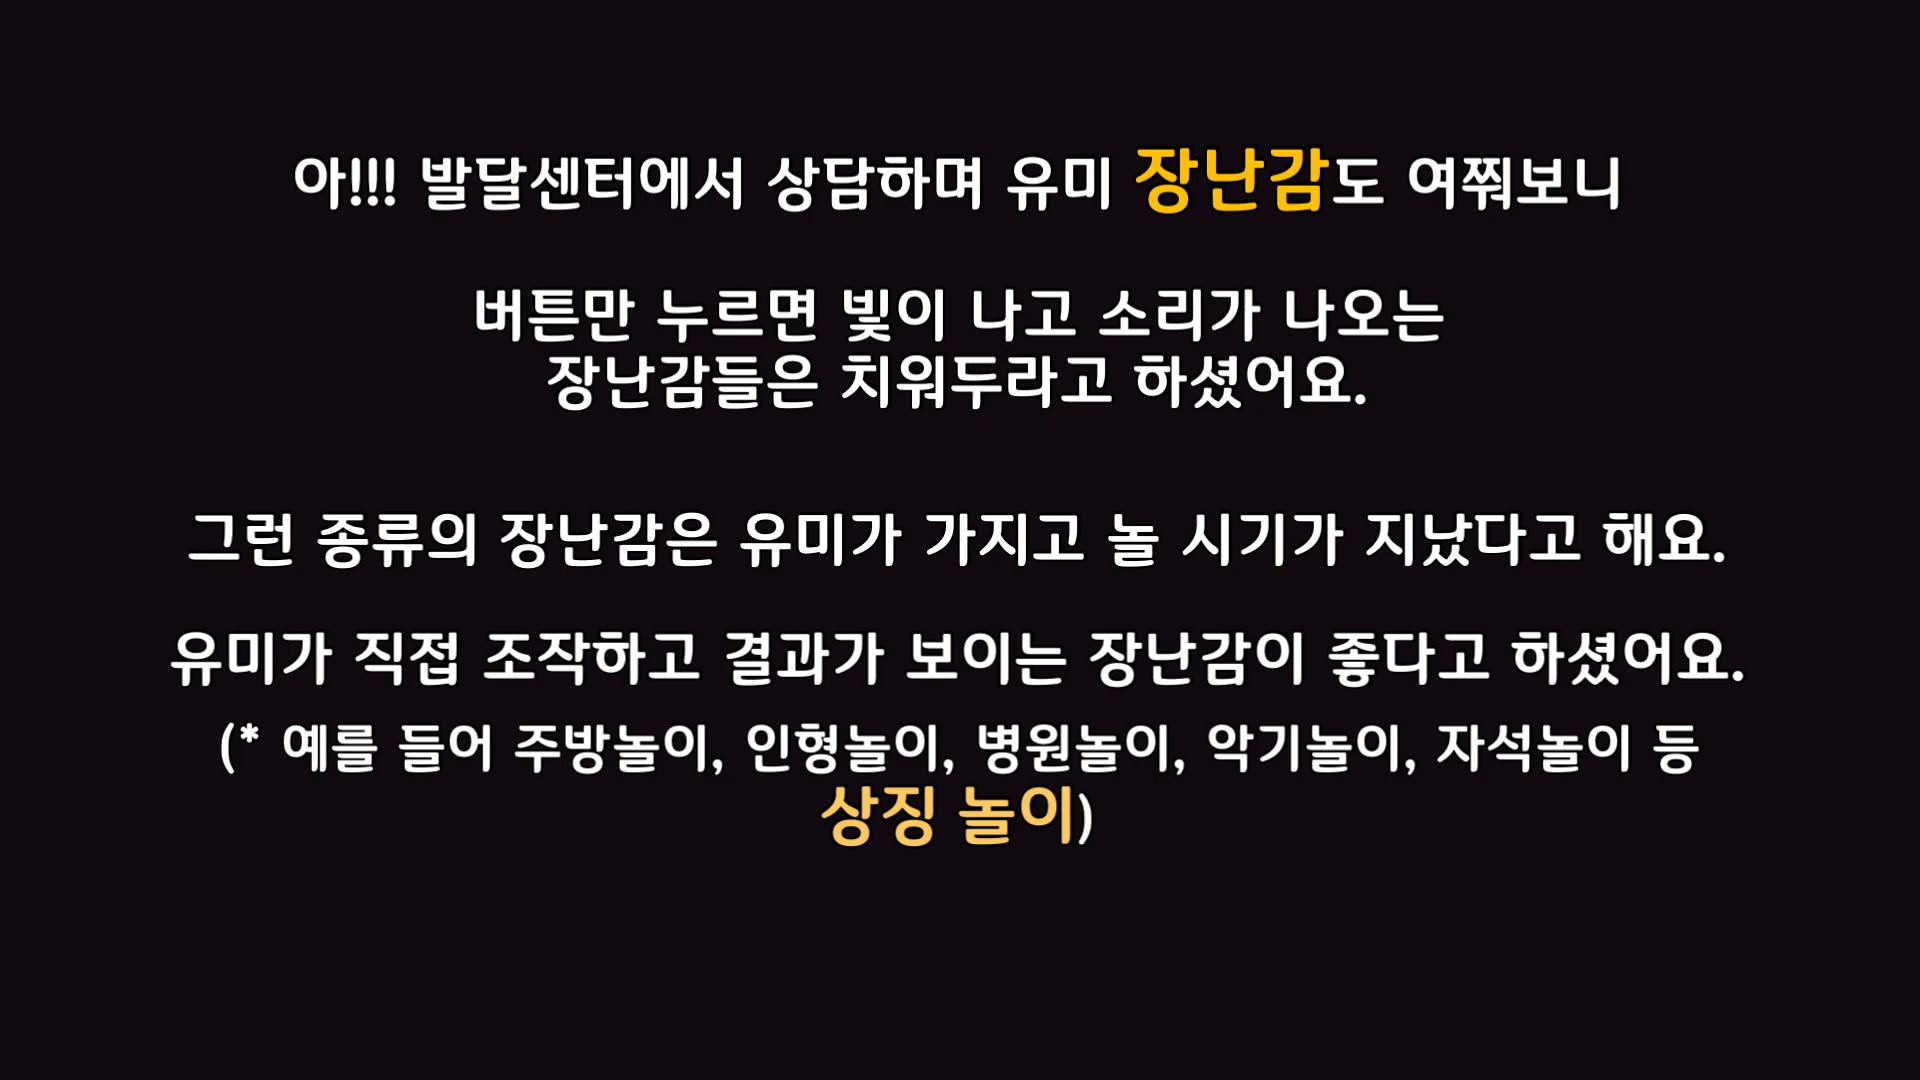 아!!! 발달센터에서 상담하며 유미 장난감도 여쭤보니
버튼만 누르면 빛이 나고 소리가 나오는
장난감들은 치워두라고 하셨어요.
그런 종류의 장난감은 유미가 가지고 놀 시기가 지났다고 해요.
유미가 직접 조작하고 결과가 보이는 장난감이 좋다고 하셨어요.
(* 예를 들어 주방놀이, 인형놀이, 병원놀이, 악기놀이, 자석놀이 등
상징 놀이)